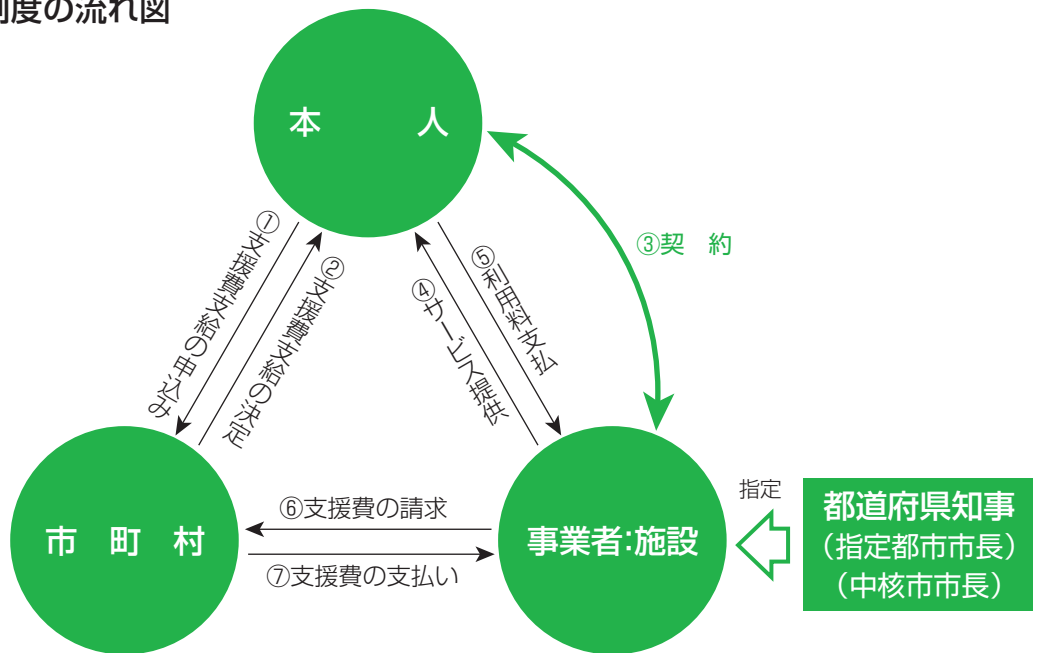 度の流れ図
本　人
①支援費支給の申込み
②支援費支給の決定
③契　約
④サービス提供
⑤利用料支払
市　町　村
⑥支援費の請求
⑦支援費の支払い
事業者:施設
指定
都道府県知事
（指定都市市長）
（中核市市長）